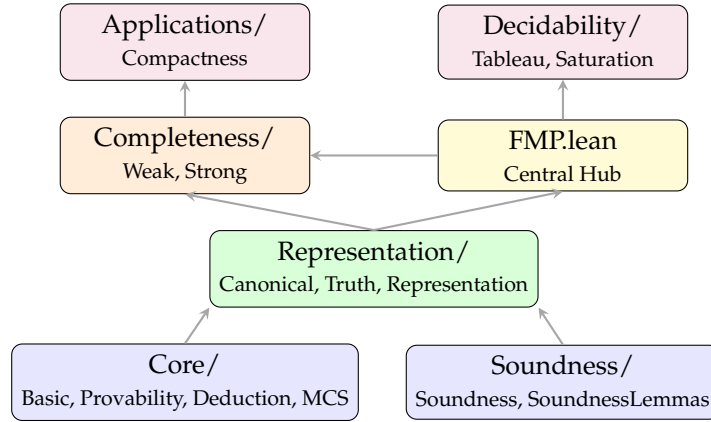 Applications/
Compactness
Decidability/
Tableau, Saturation
Completeness/
Weak, Strong
FMP.lean
Central Hub
Representation/
Canonical, Truth, Representation
Core/
Basic, Provability, Deduction, MCS
Soundness/
Soundness, SoundnessLemmas